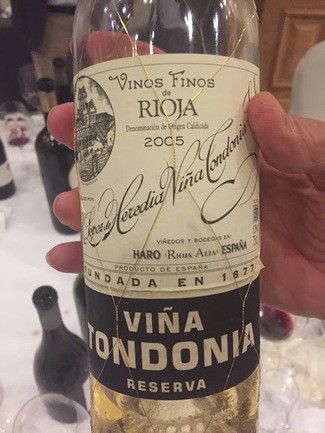 VINOS FINOS
de
RIOJA
Denominación de Origen Calificada
2005
López de Heredia Viña Tondonia
VIÑEDOS Y BODEGAS EN
HARO (RIOJA ALTA) ESPAÑA
PRODUCTO DE ESPAÑA
FUNDADA EN 1877
VIÑA
TONDONIA
RESERVA